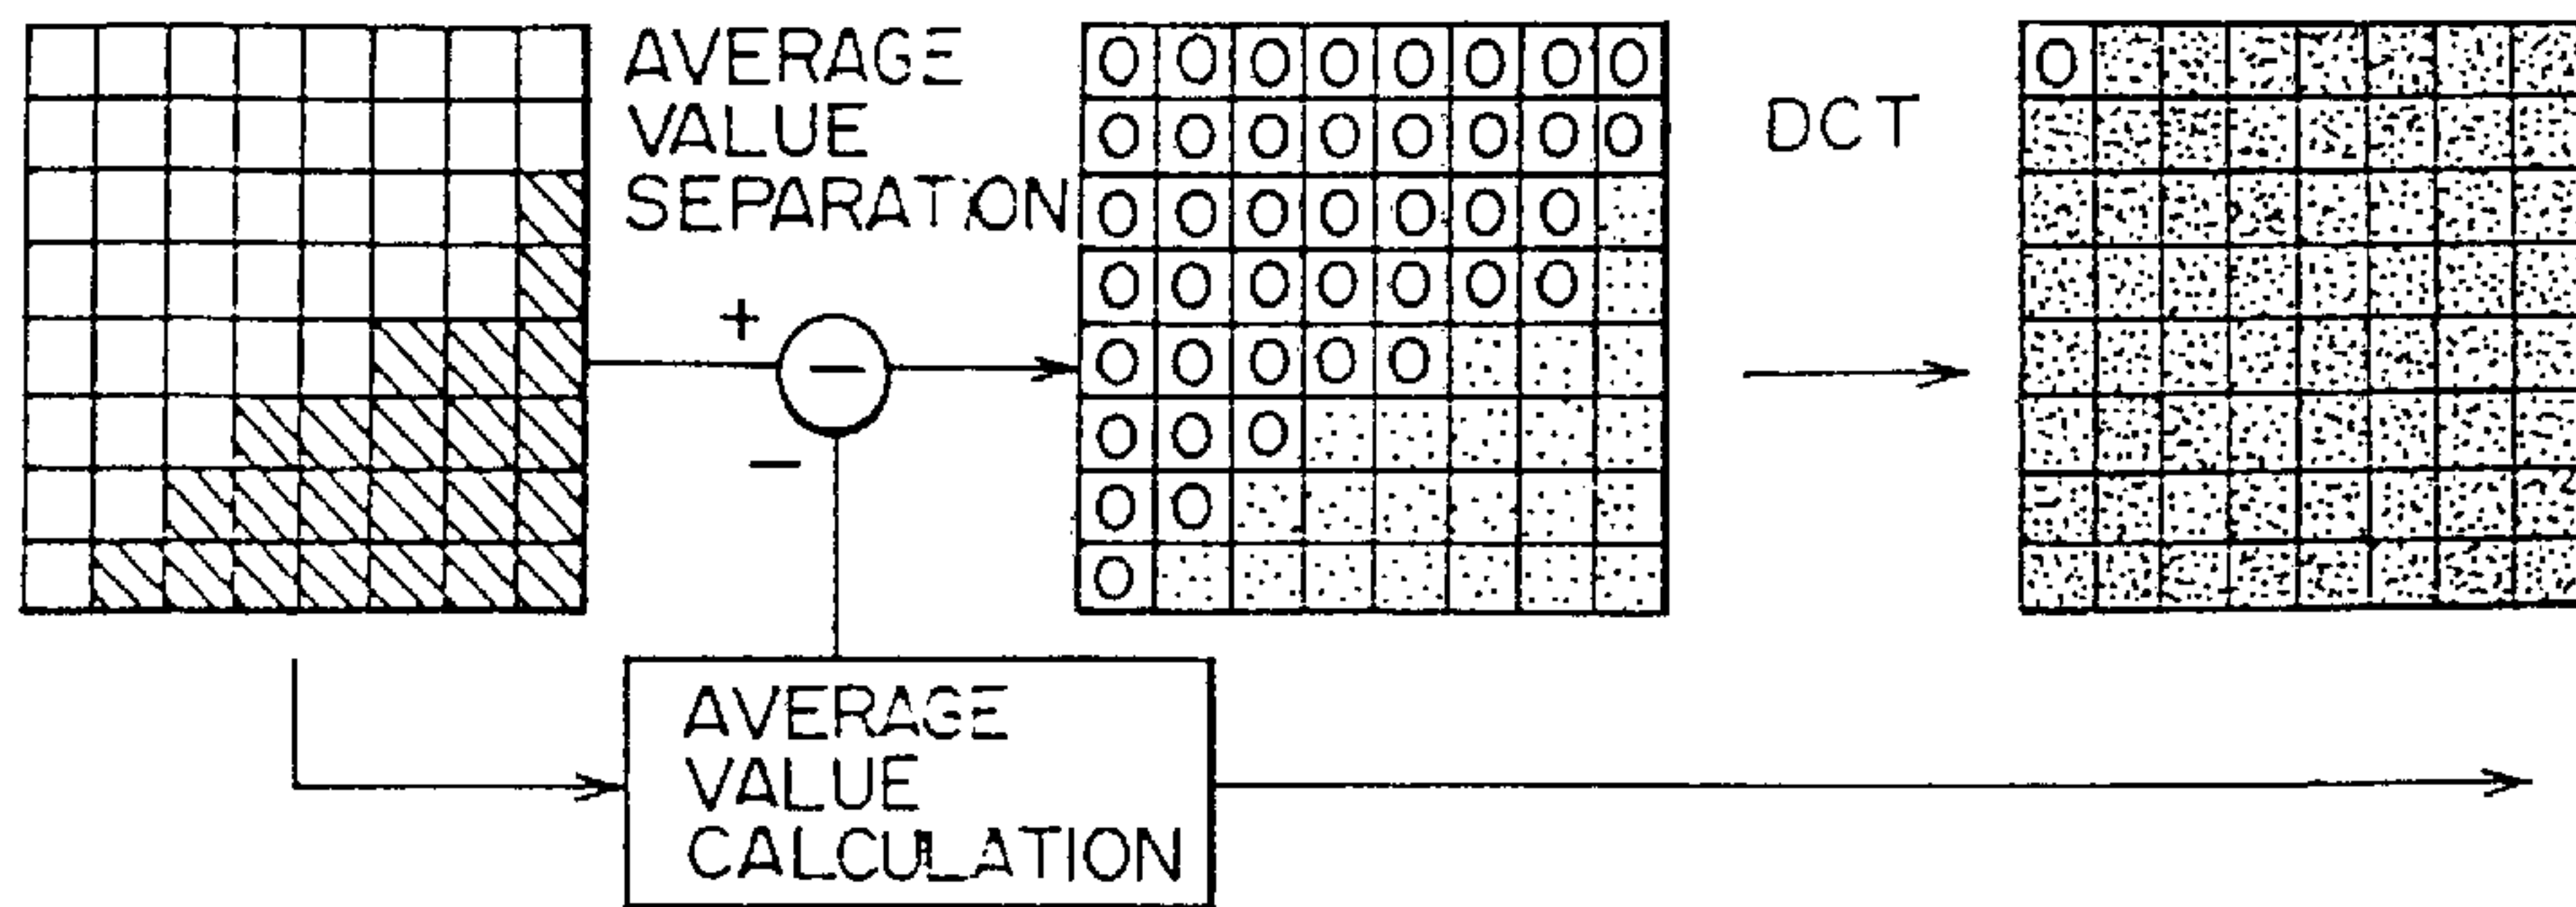 AVERAGE
VALUE
SEPARATION
+
−
−
O O O O O O O O
O O O O O O O O
O O O O O O O
O O O O O O O
O O O O O
O O O
O O
O
DCT
O
AVERAGE
VALUE
CALCULATION